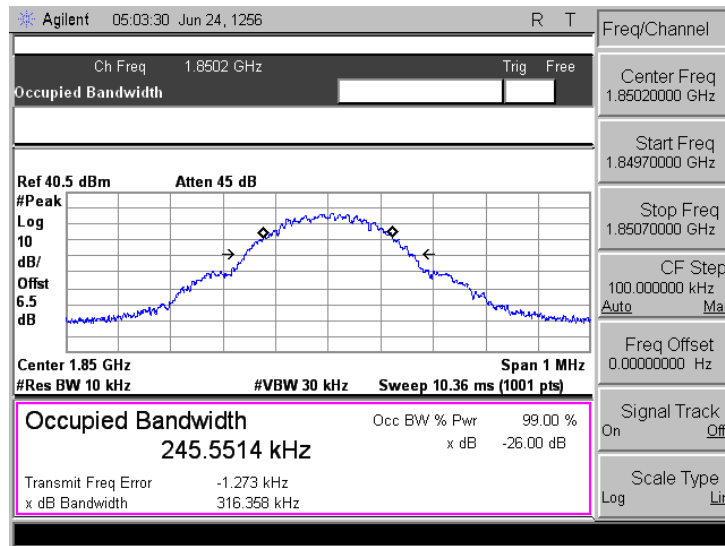 Agilent 05:03:30 Jun 24, 1256 R T
Freq/Channel
Ch Freq 1.8502 GHz Trig Free
Occupied Bandwidth
Center Freq
1.85020000 GHz
Start Freq
1.84970000 GHz
Stop Freq
1.85070000 GHz
CF Step
100.000000 kHz
Auto Ma
Freq Offset
0.00000000 Hz
Signal Track
On Off
Scale Type
Log Lin
Ref 40.5 dBm Atten 45 dB
#Peak
Log
10
dB/
Offst
6.5
dB
Center 1.85 GHz Span 1 MHz
#Res BW 10 kHz #VBW 30 kHz Sweep 10.36 ms (1001 pts)
Occupied Bandwidth Occ BW % Pwr 99.00 %
245.5514 kHz x dB -26.00 dB
Transmit Freq Error -1.273 kHz
x dB Bandwidth 316.358 kHz